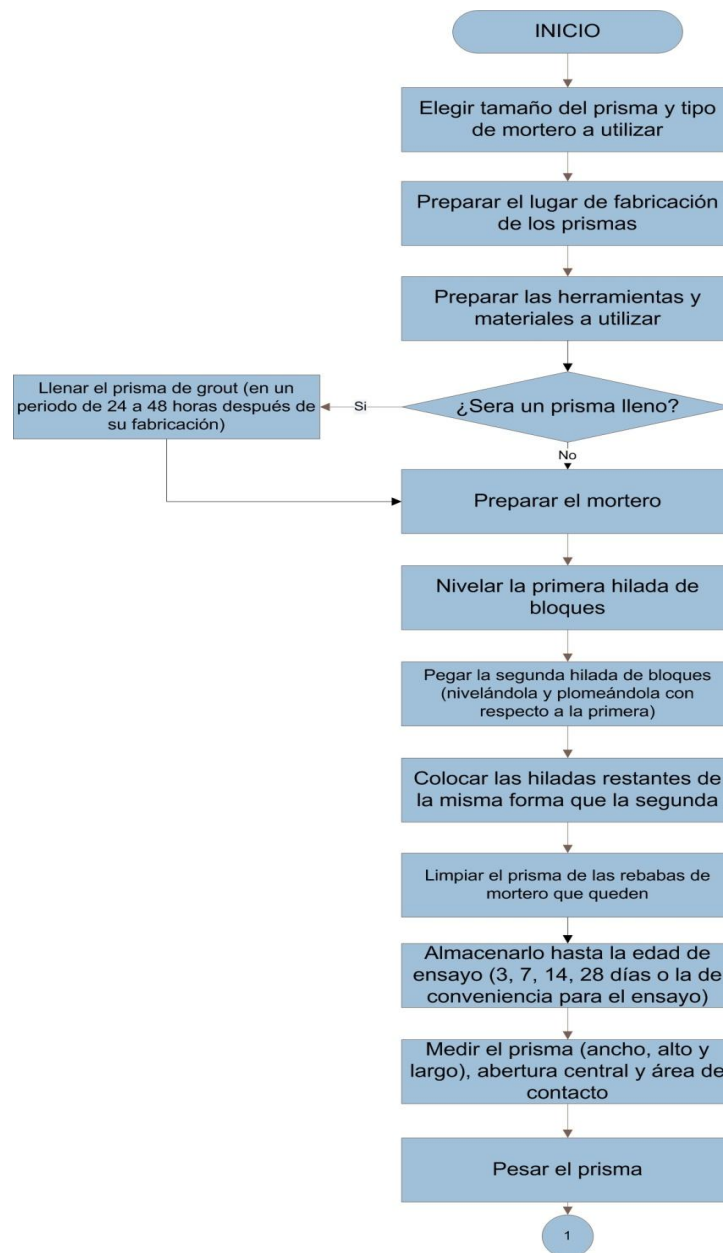 INICIO
Elegir tamaño del prisma y tipo
de mortero a utilizar
Preparar el lugar de fabricación
de los prismas
Preparar las herramientas y
materiales a utilizar
¿Sera un prisma lleno?
Si
Llenar el prisma de grout (en un
periodo de 24 a 48 horas después de
su fabricación)
No
Preparar el mortero
Nivelar la primera hilada de
bloques
Pegar la segunda hilada de bloques
(nivelándola y plomeándola con
respecto a la primera)
Colocar las hiladas restantes de
la misma forma que la segunda
Limpiar el prisma de las rebabas de
mortero que queden
Almacenarlo hasta la edad de
ensayo (3, 7, 14, 28 días o la de
conveniencia para el ensayo)
Medir el prisma (ancho, alto y
largo), abertura central y área de
contacto
Pesar el prisma
1